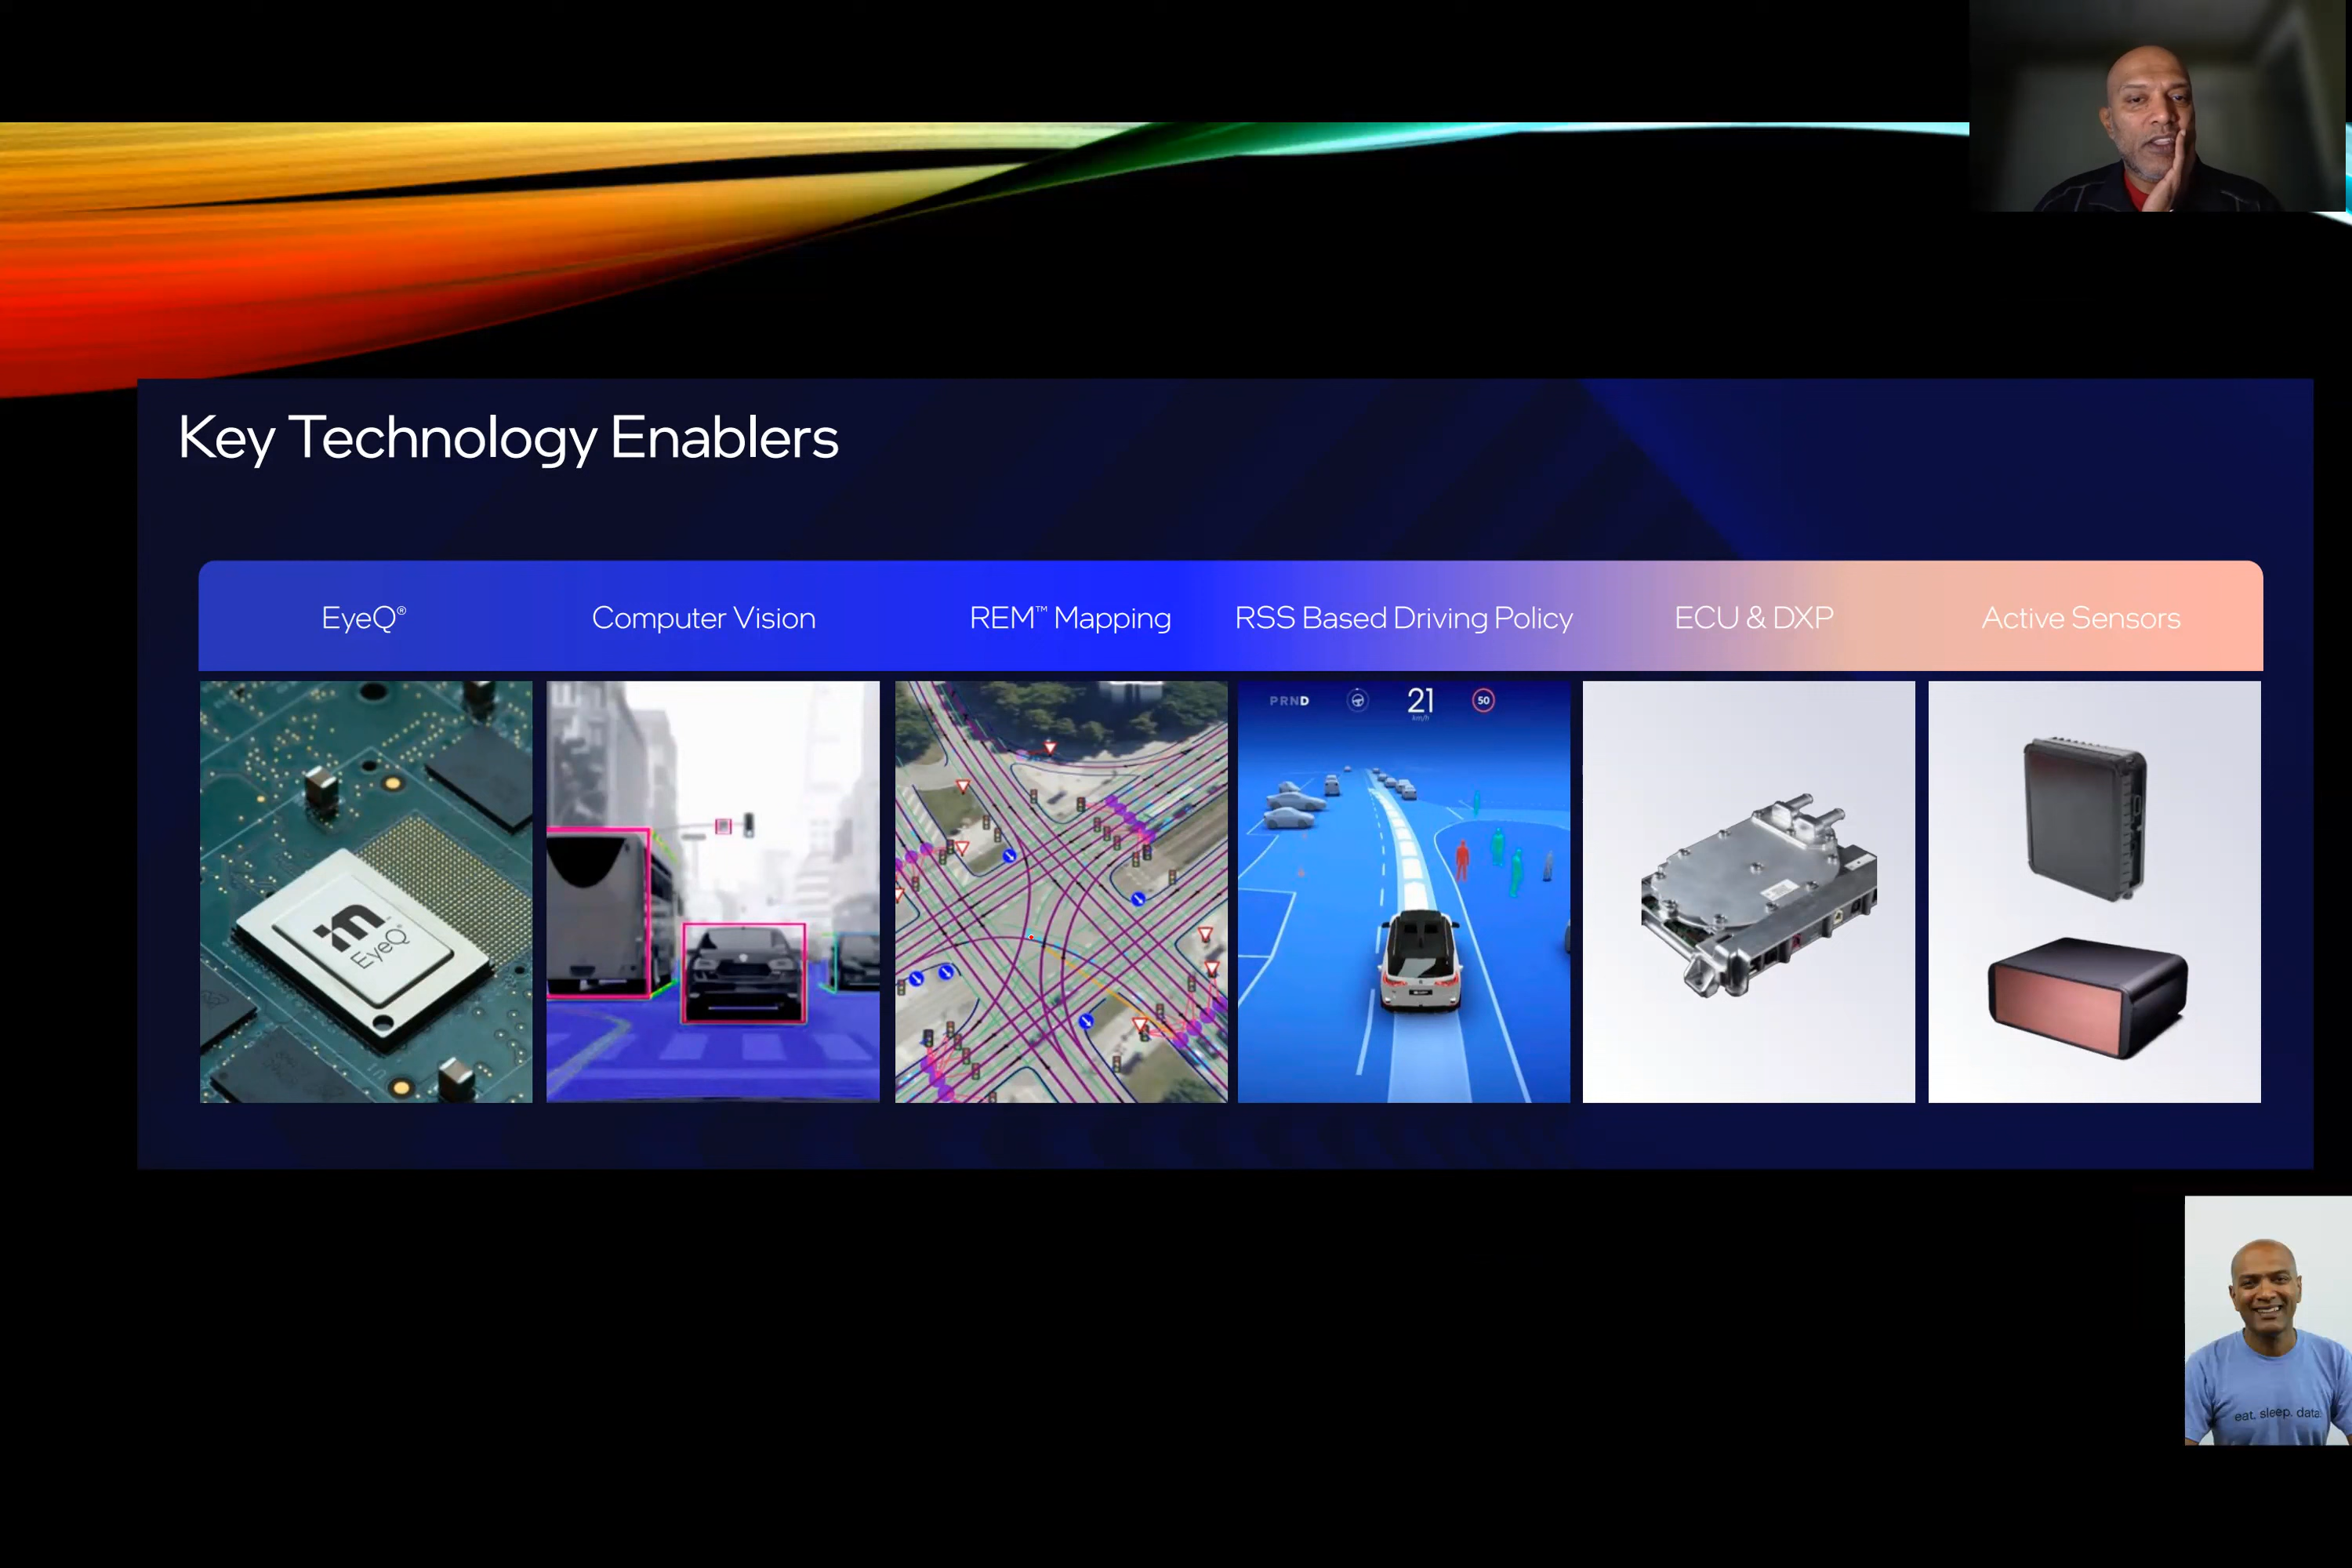 Key Technology Enablers
EyeQ® Computer Vision REM™ Mapping RSS Based Driving Policy ECU & DXP Active Sensors
PRND 21 50
km/h
EyeQ
eat. sleep. data